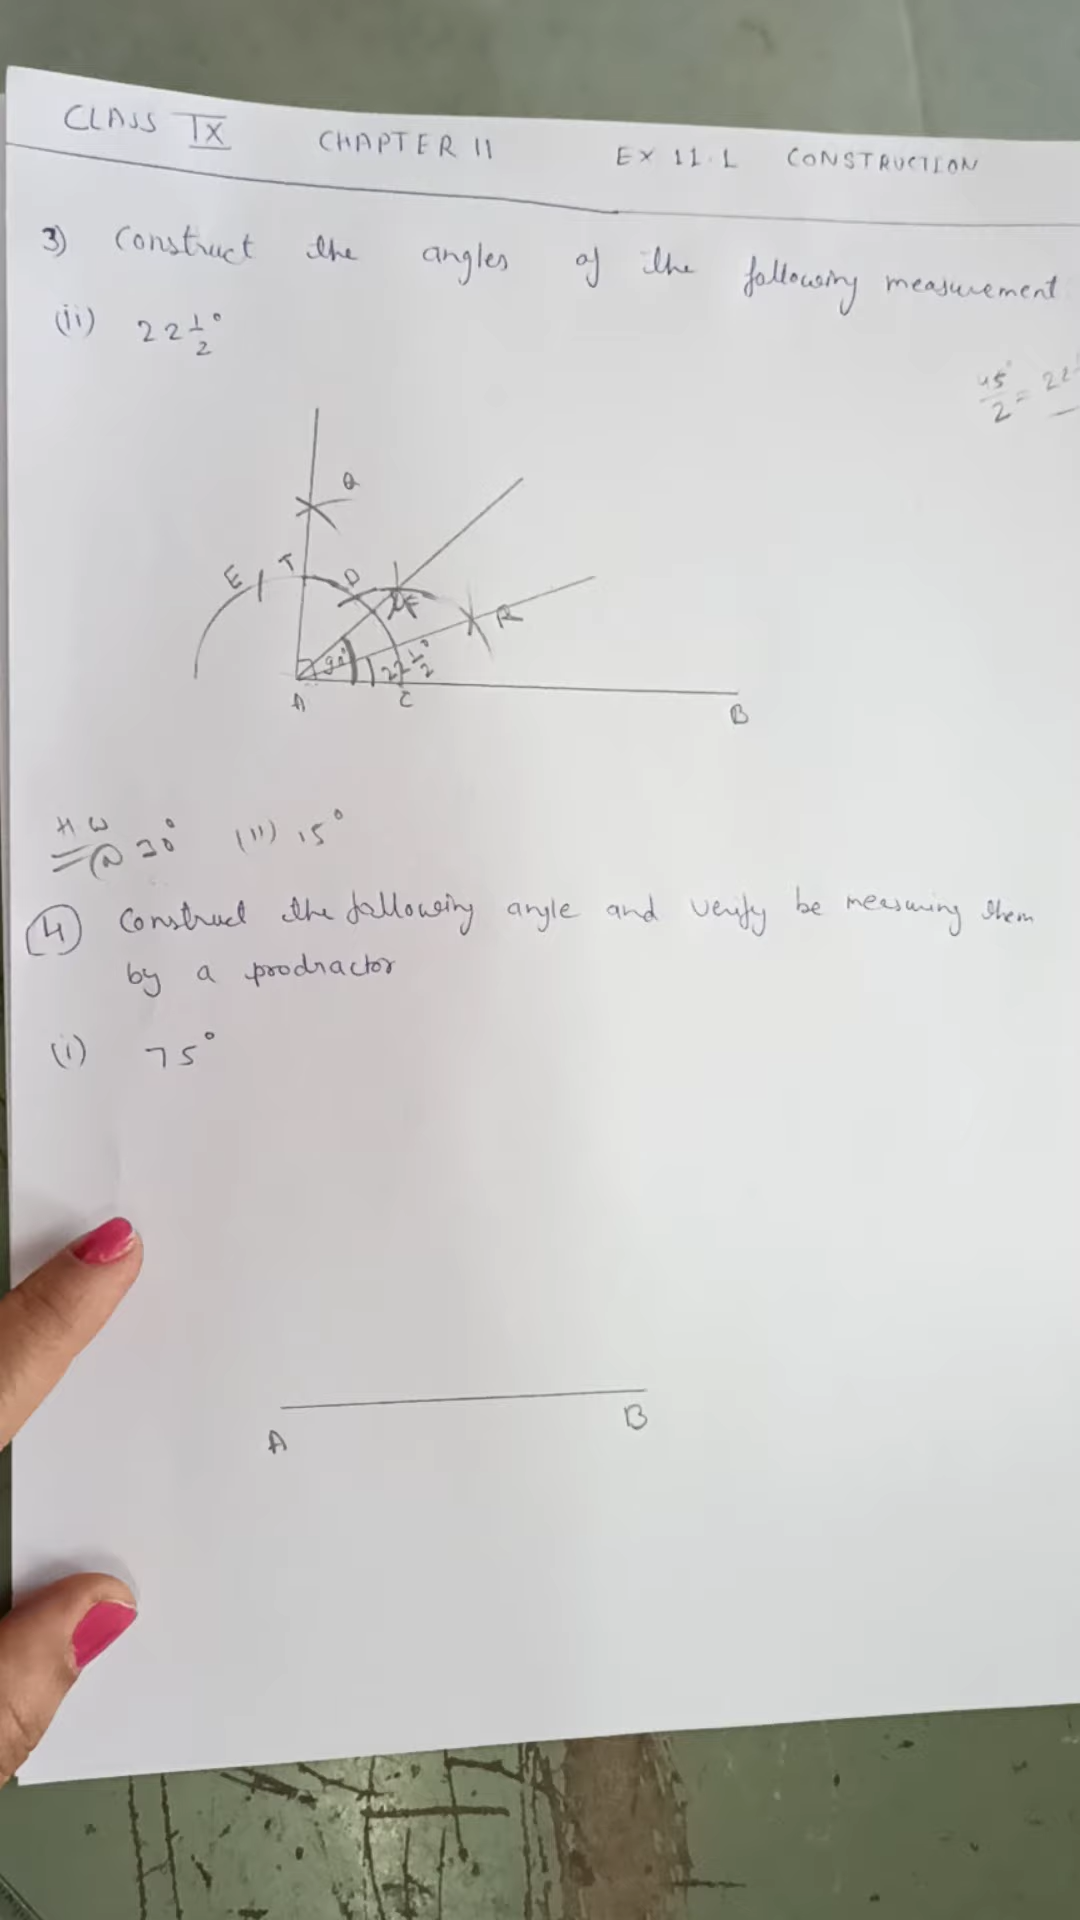 CLASS IX CHAPTER 11 EX 11.1 CONSTRUCTION
3) Construct the angles of the following measurement
(ii) 22 1/2°
45°/2 = 22
Q
E T D F R
90° 22 1/2°
A C B
HW
30° (II) 15°
4 Construct the following angle and verify be measuring them
by a prodractor
(i) 75°
A B